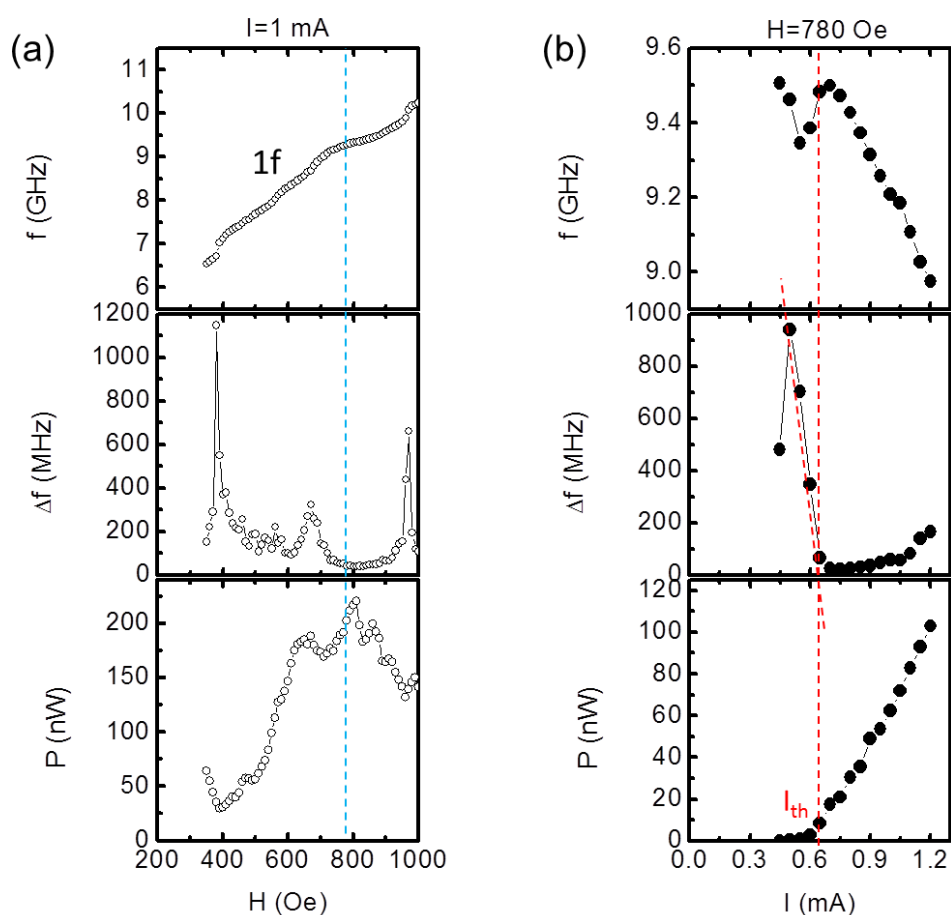 (a)
I=1 mA
11
10
9
8
7
6
f (GHz)
1f
1200
1000
800
600
400
200
0
Δf (MHz)
200
150
100
50
0
P (nW)
200 400 600 800 1000
H (Oe)
(b)
H=780 Oe
9.6
9.4
9.2
9.0
f (GHz)
1000
800
600
400
200
0
Δf (MHz)
120
100
80
60
40
20
0
P (nW)
I_th
0.0 0.3 0.6 0.9 1.2
I (mA)